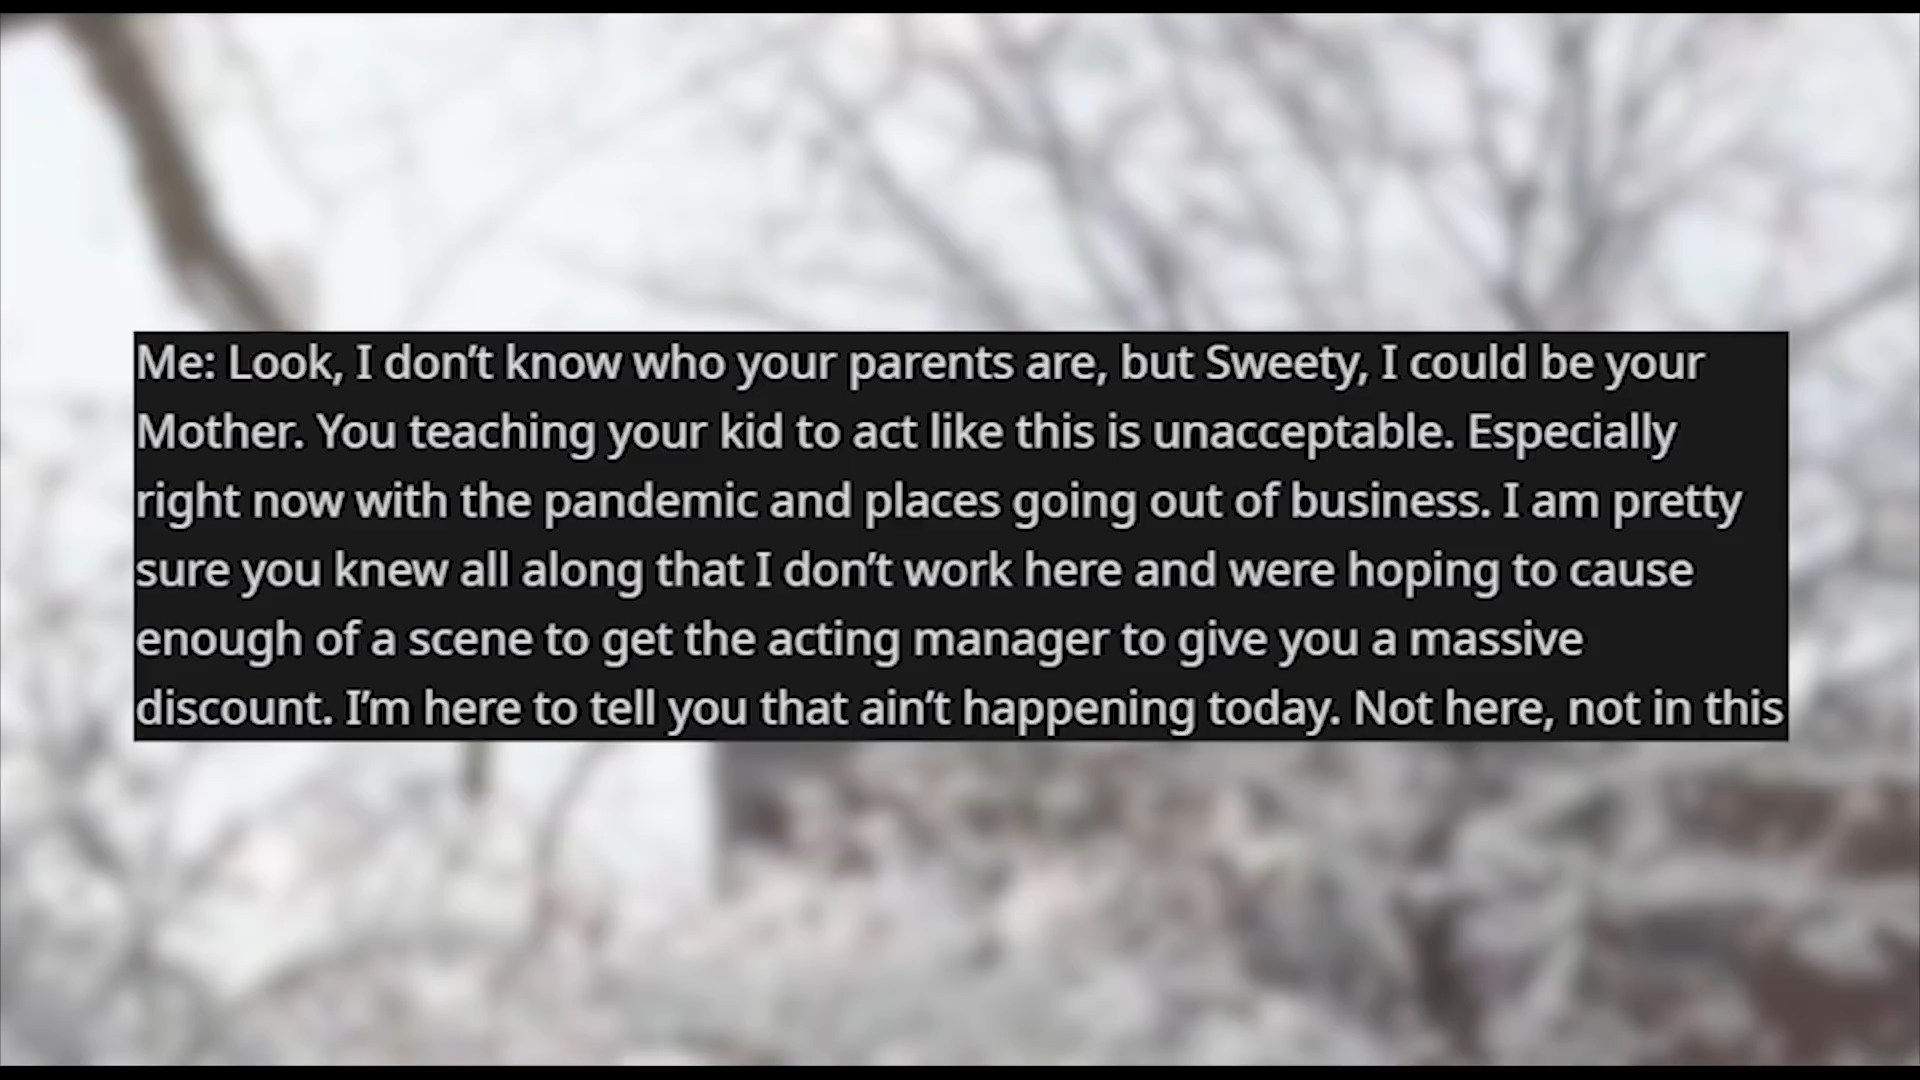 Me: Look, I don’t know who your parents are, but Sweety, I could be your
Mother. You teaching your kid to act like this is unacceptable. Especially
right now with the pandemic and places going out of business. I am pretty
sure you knew all along that I don’t work here and were hoping to cause
enough of a scene to get the acting manager to give you a massive
discount. I’m here to tell you that ain’t happening today. Not here, not in this